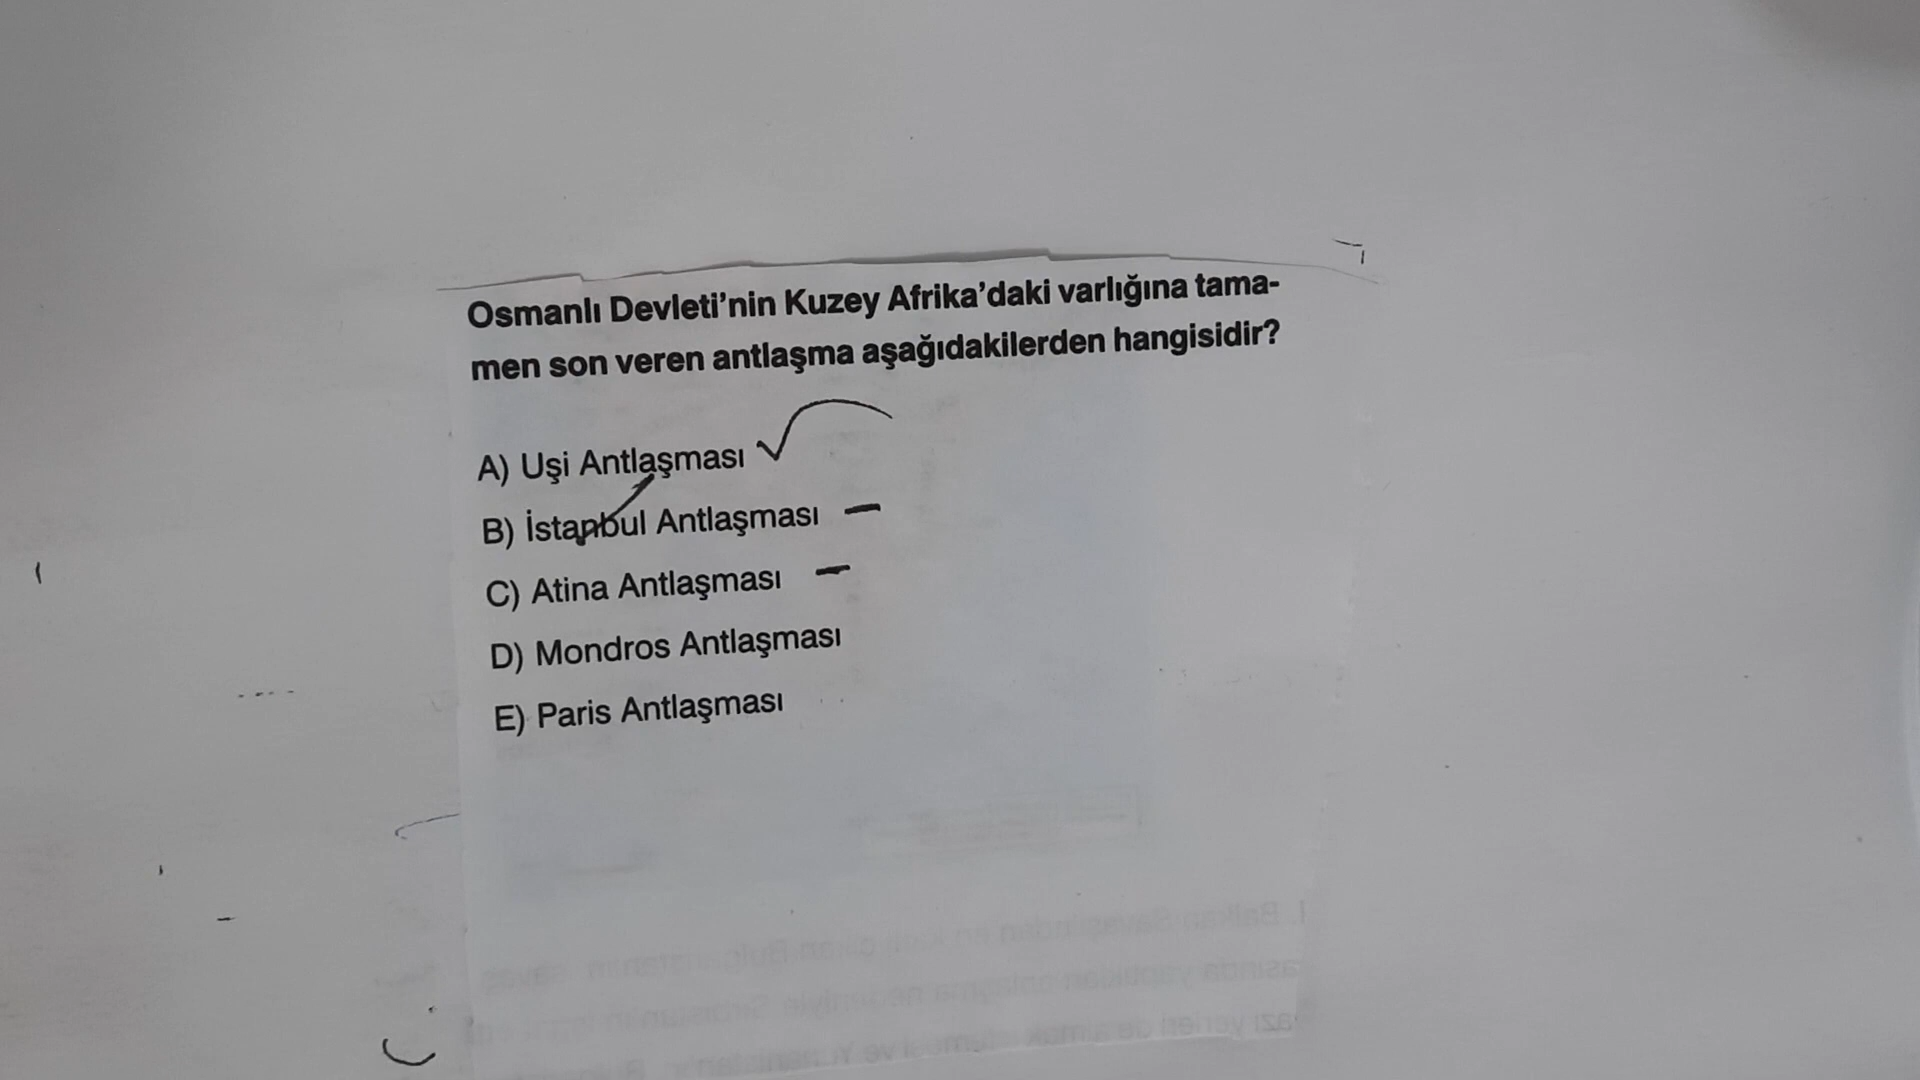 Osmanlı Devleti'nin Kuzey Afrika'daki varlığına tama-
men son veren antlaşma aşağıdakilerden hangisidir?
A) Uşi Antlaşması
B) İstanbul Antlaşması
C) Atina Antlaşması
D) Mondros Antlaşması
E) Paris Antlaşması